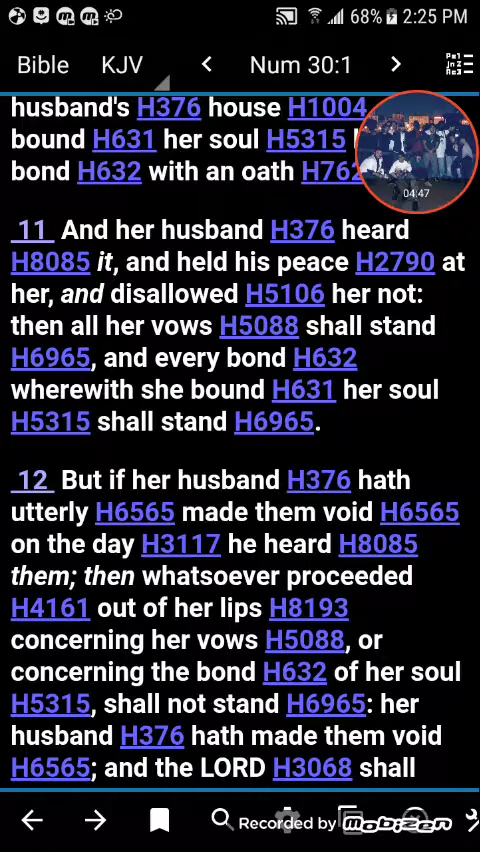 68% 2:25 PM
Bible KJV < Num 30:1 >
husband's H376 house H1004
bound H631 her soul H5315
bond H632 with an oath H762
04:47
11 And her husband H376 heard
H8085 it, and held his peace H2790 at
her, and disallowed H5106 her not:
then all her vows H5088 shall stand
H6965, and every bond H632
wherewith she bound H631 her soul
H5315 shall stand H6965.
12 But if her husband H376 hath
utterly H6565 made them void H6565
on the day H3117 he heard H8085
them; then whatsoever proceeded
H4161 out of her lips H8193
concerning her vows H5088, or
concerning the bond H632 of her soul
H5315, shall not stand H6965: her
husband H376 hath made them void
H6565; and the LORD H3068 shall
Recorded by mobizen